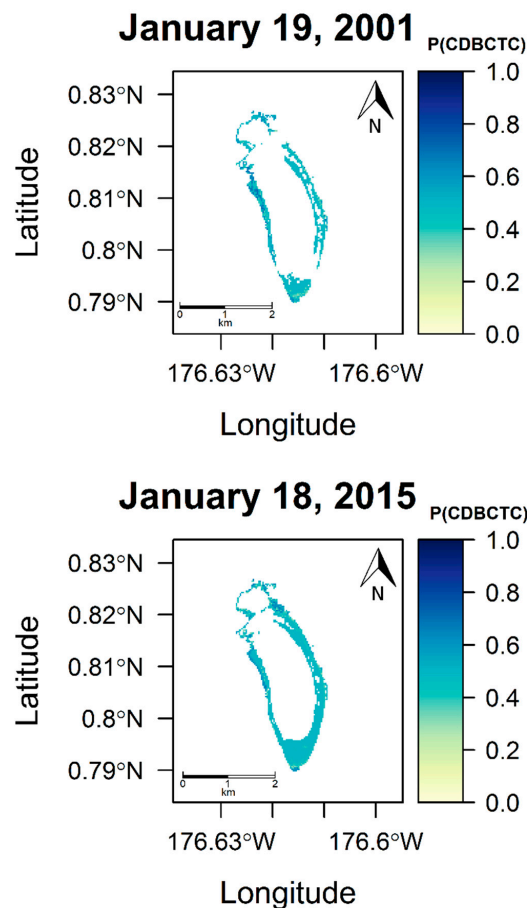 January 19, 2001
P(CDBCTC)
0.83°N
0.82°N
0.81°N
0.8°N
0.79°N
Latitude
N
0 1 2
km
176.63°W 176.6°W
Longitude
1.0
0.8
0.6
0.4
0.2
0.0
January 18, 2015
P(CDBCTC)
0.83°N
0.82°N
0.81°N
0.8°N
0.79°N
Latitude
N
0 1 2
km
176.63°W 176.6°W
Longitude
1.0
0.8
0.6
0.4
0.2
0.0